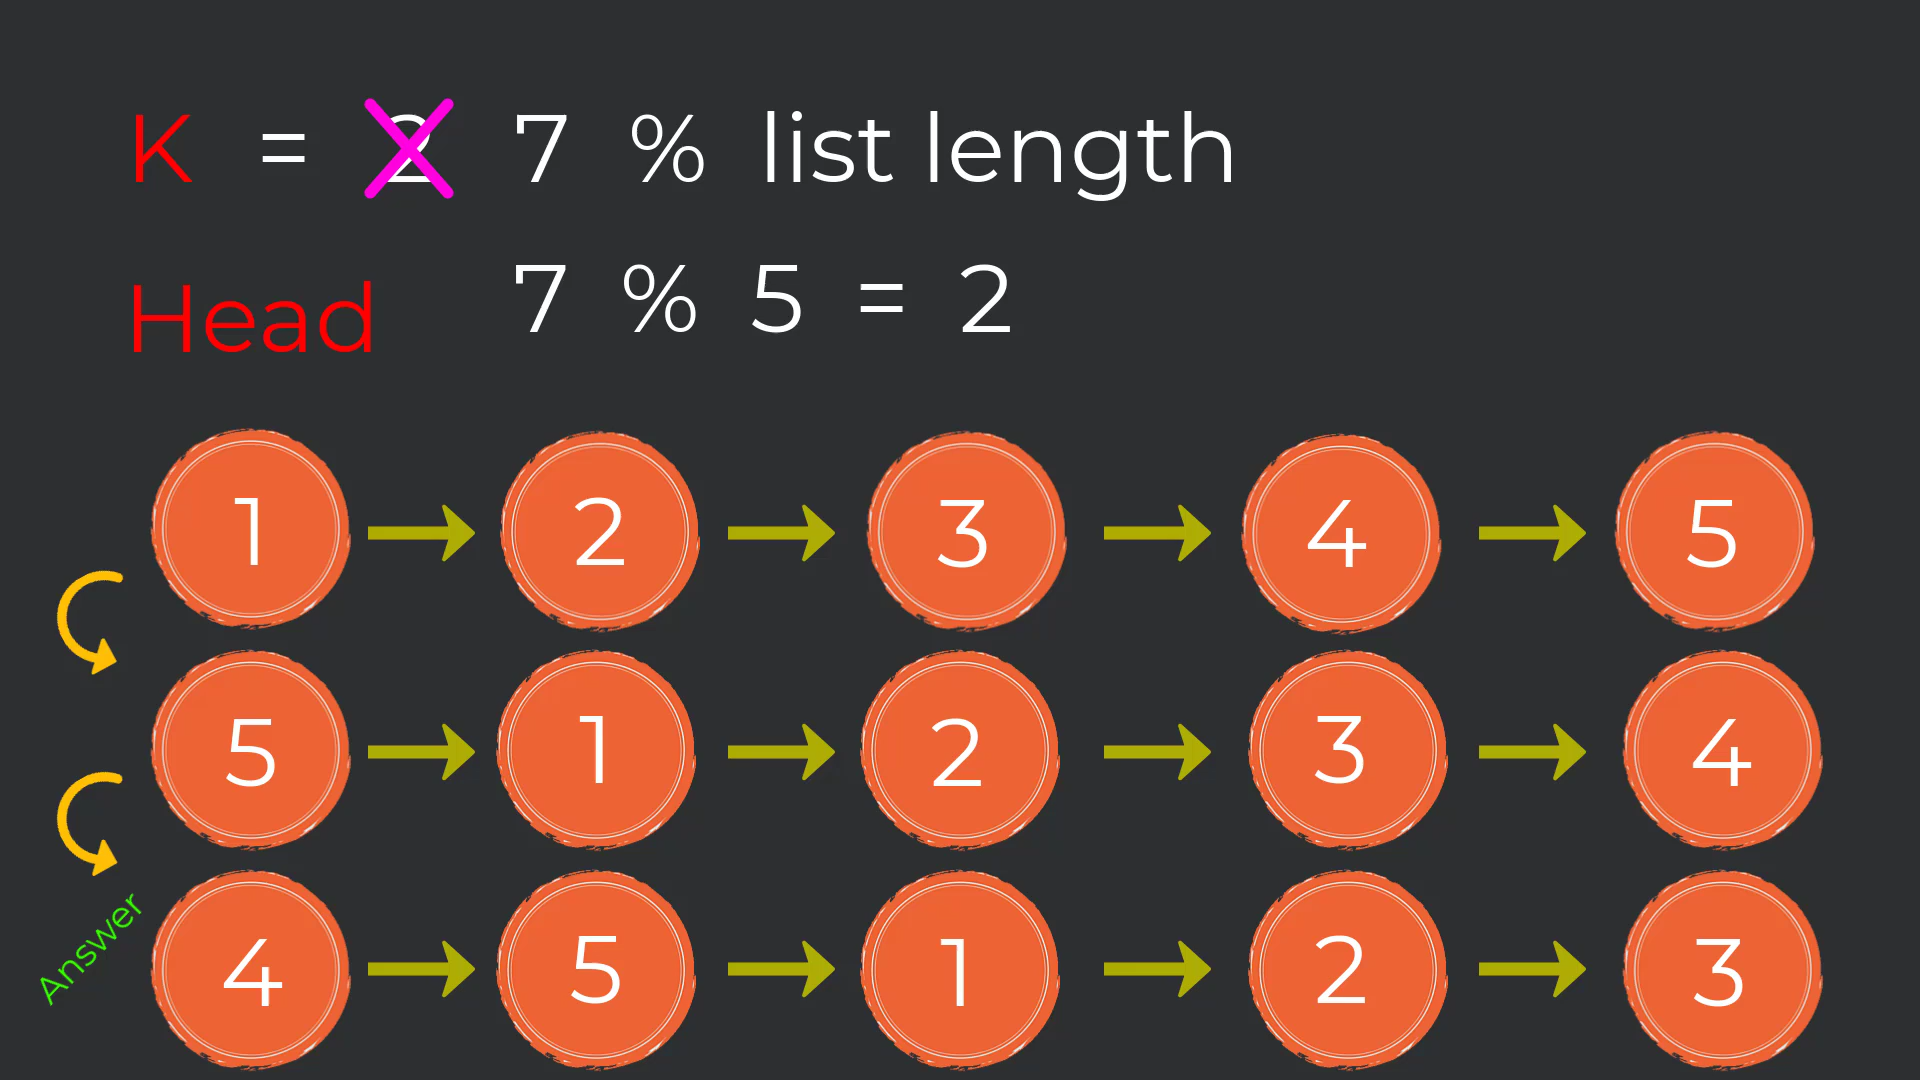 K = 2 7 % list length
Head 7 % 5 = 2
1 2 3 4 5
5 1 2 3 4
Answer
4 5 1 2 3